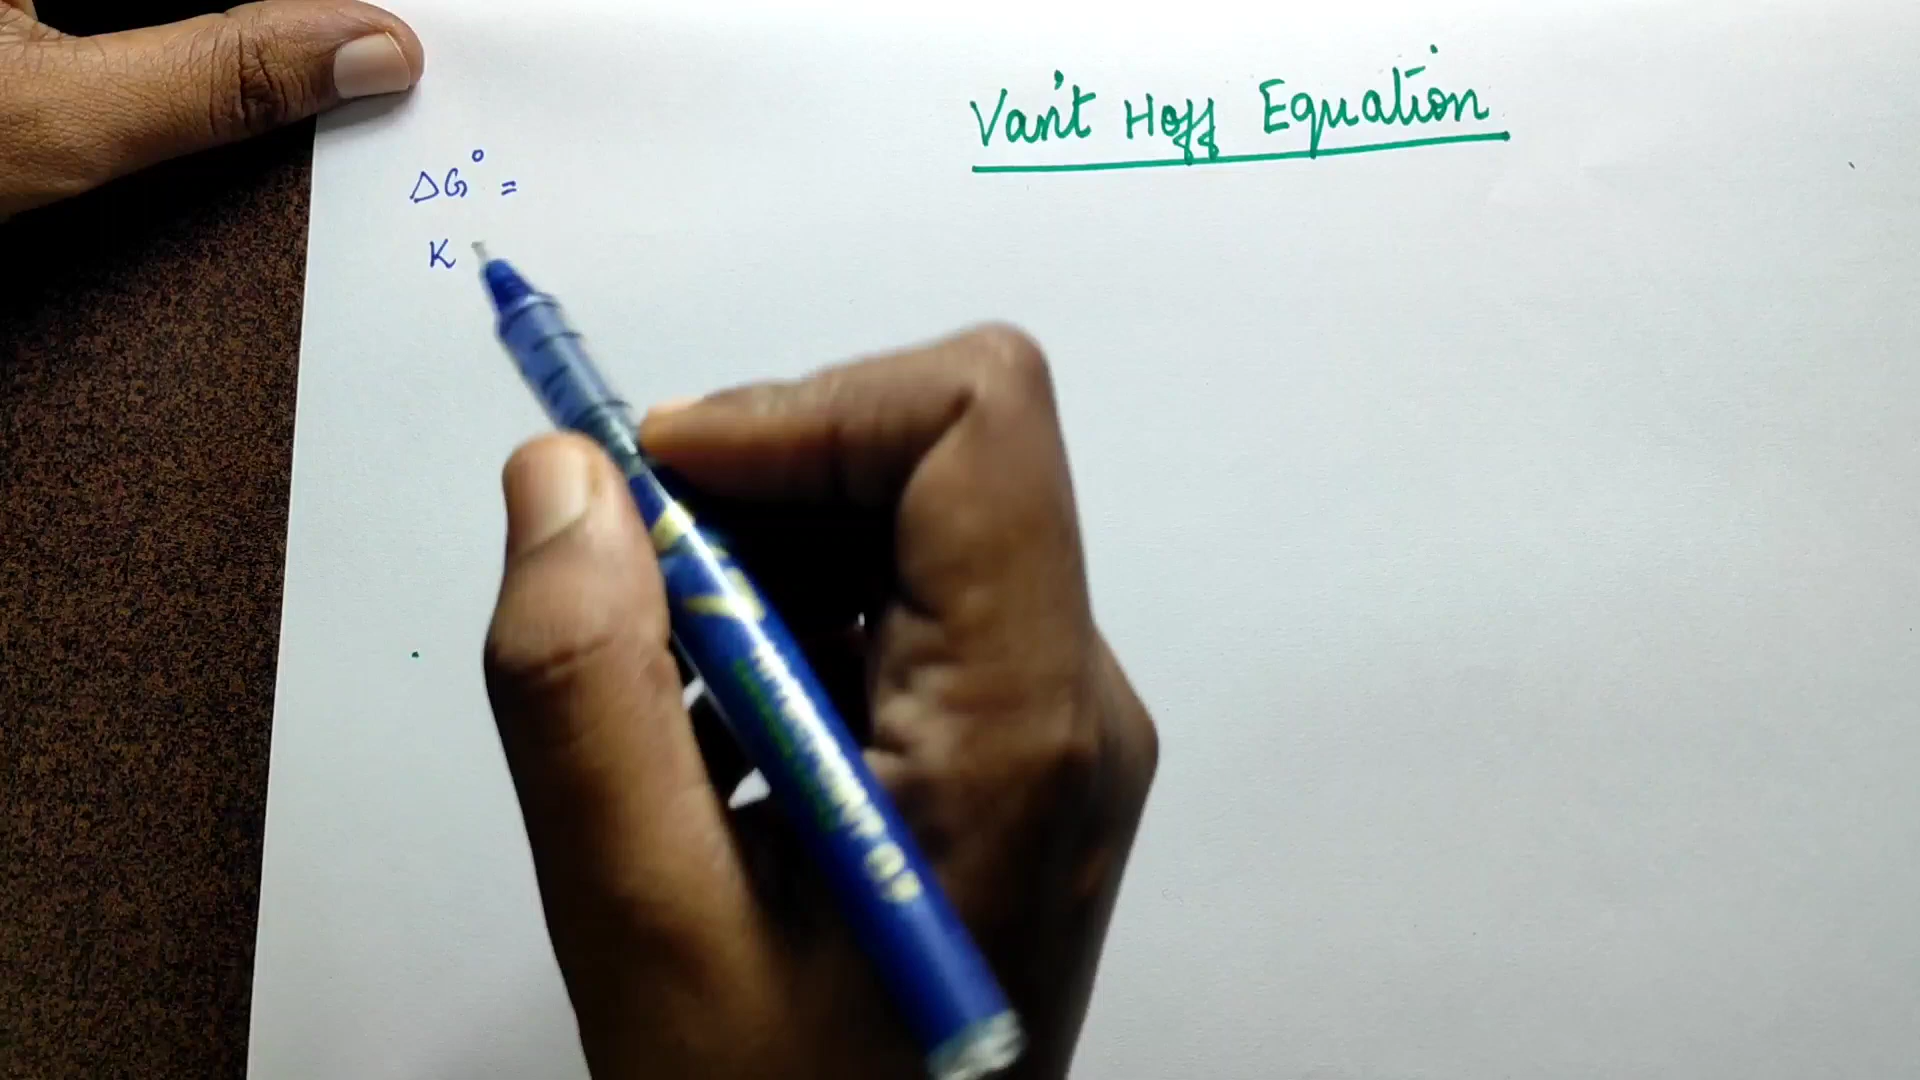 Van't Hoff Equation
ΔG° =
K